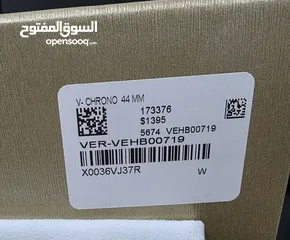 السوق المفتوح
opensooq.com
V- CHRONO 44 MM
173376
$1395
5674 VEHB00719
VER-VEHB00719
X0036VJ37R
W